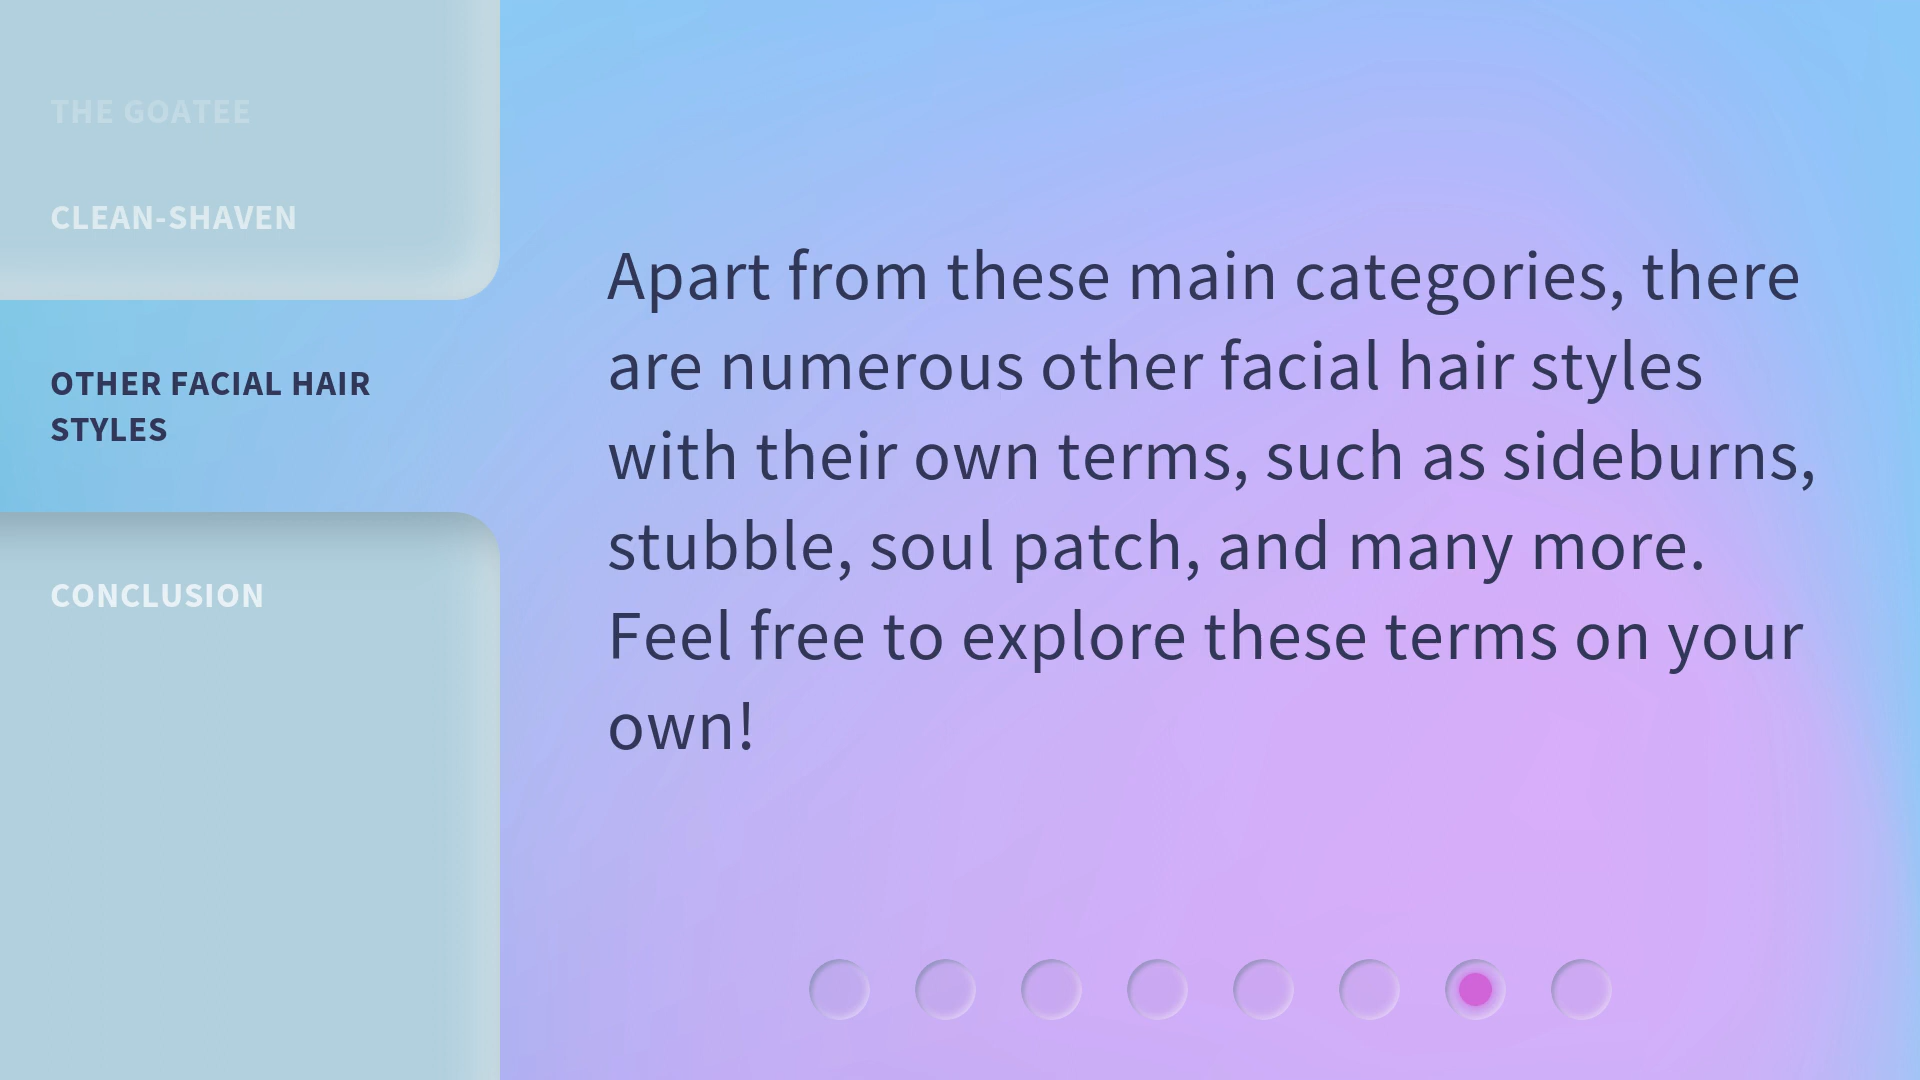 THE GOATEE
CLEAN-SHAVEN
OTHER FACIAL HAIR
STYLES
CONCLUSION
Apart from these main categories, there
are numerous other facial hair styles
with their own terms, such as sideburns,
stubble, soul patch, and many more.
Feel free to explore these terms on your
own!